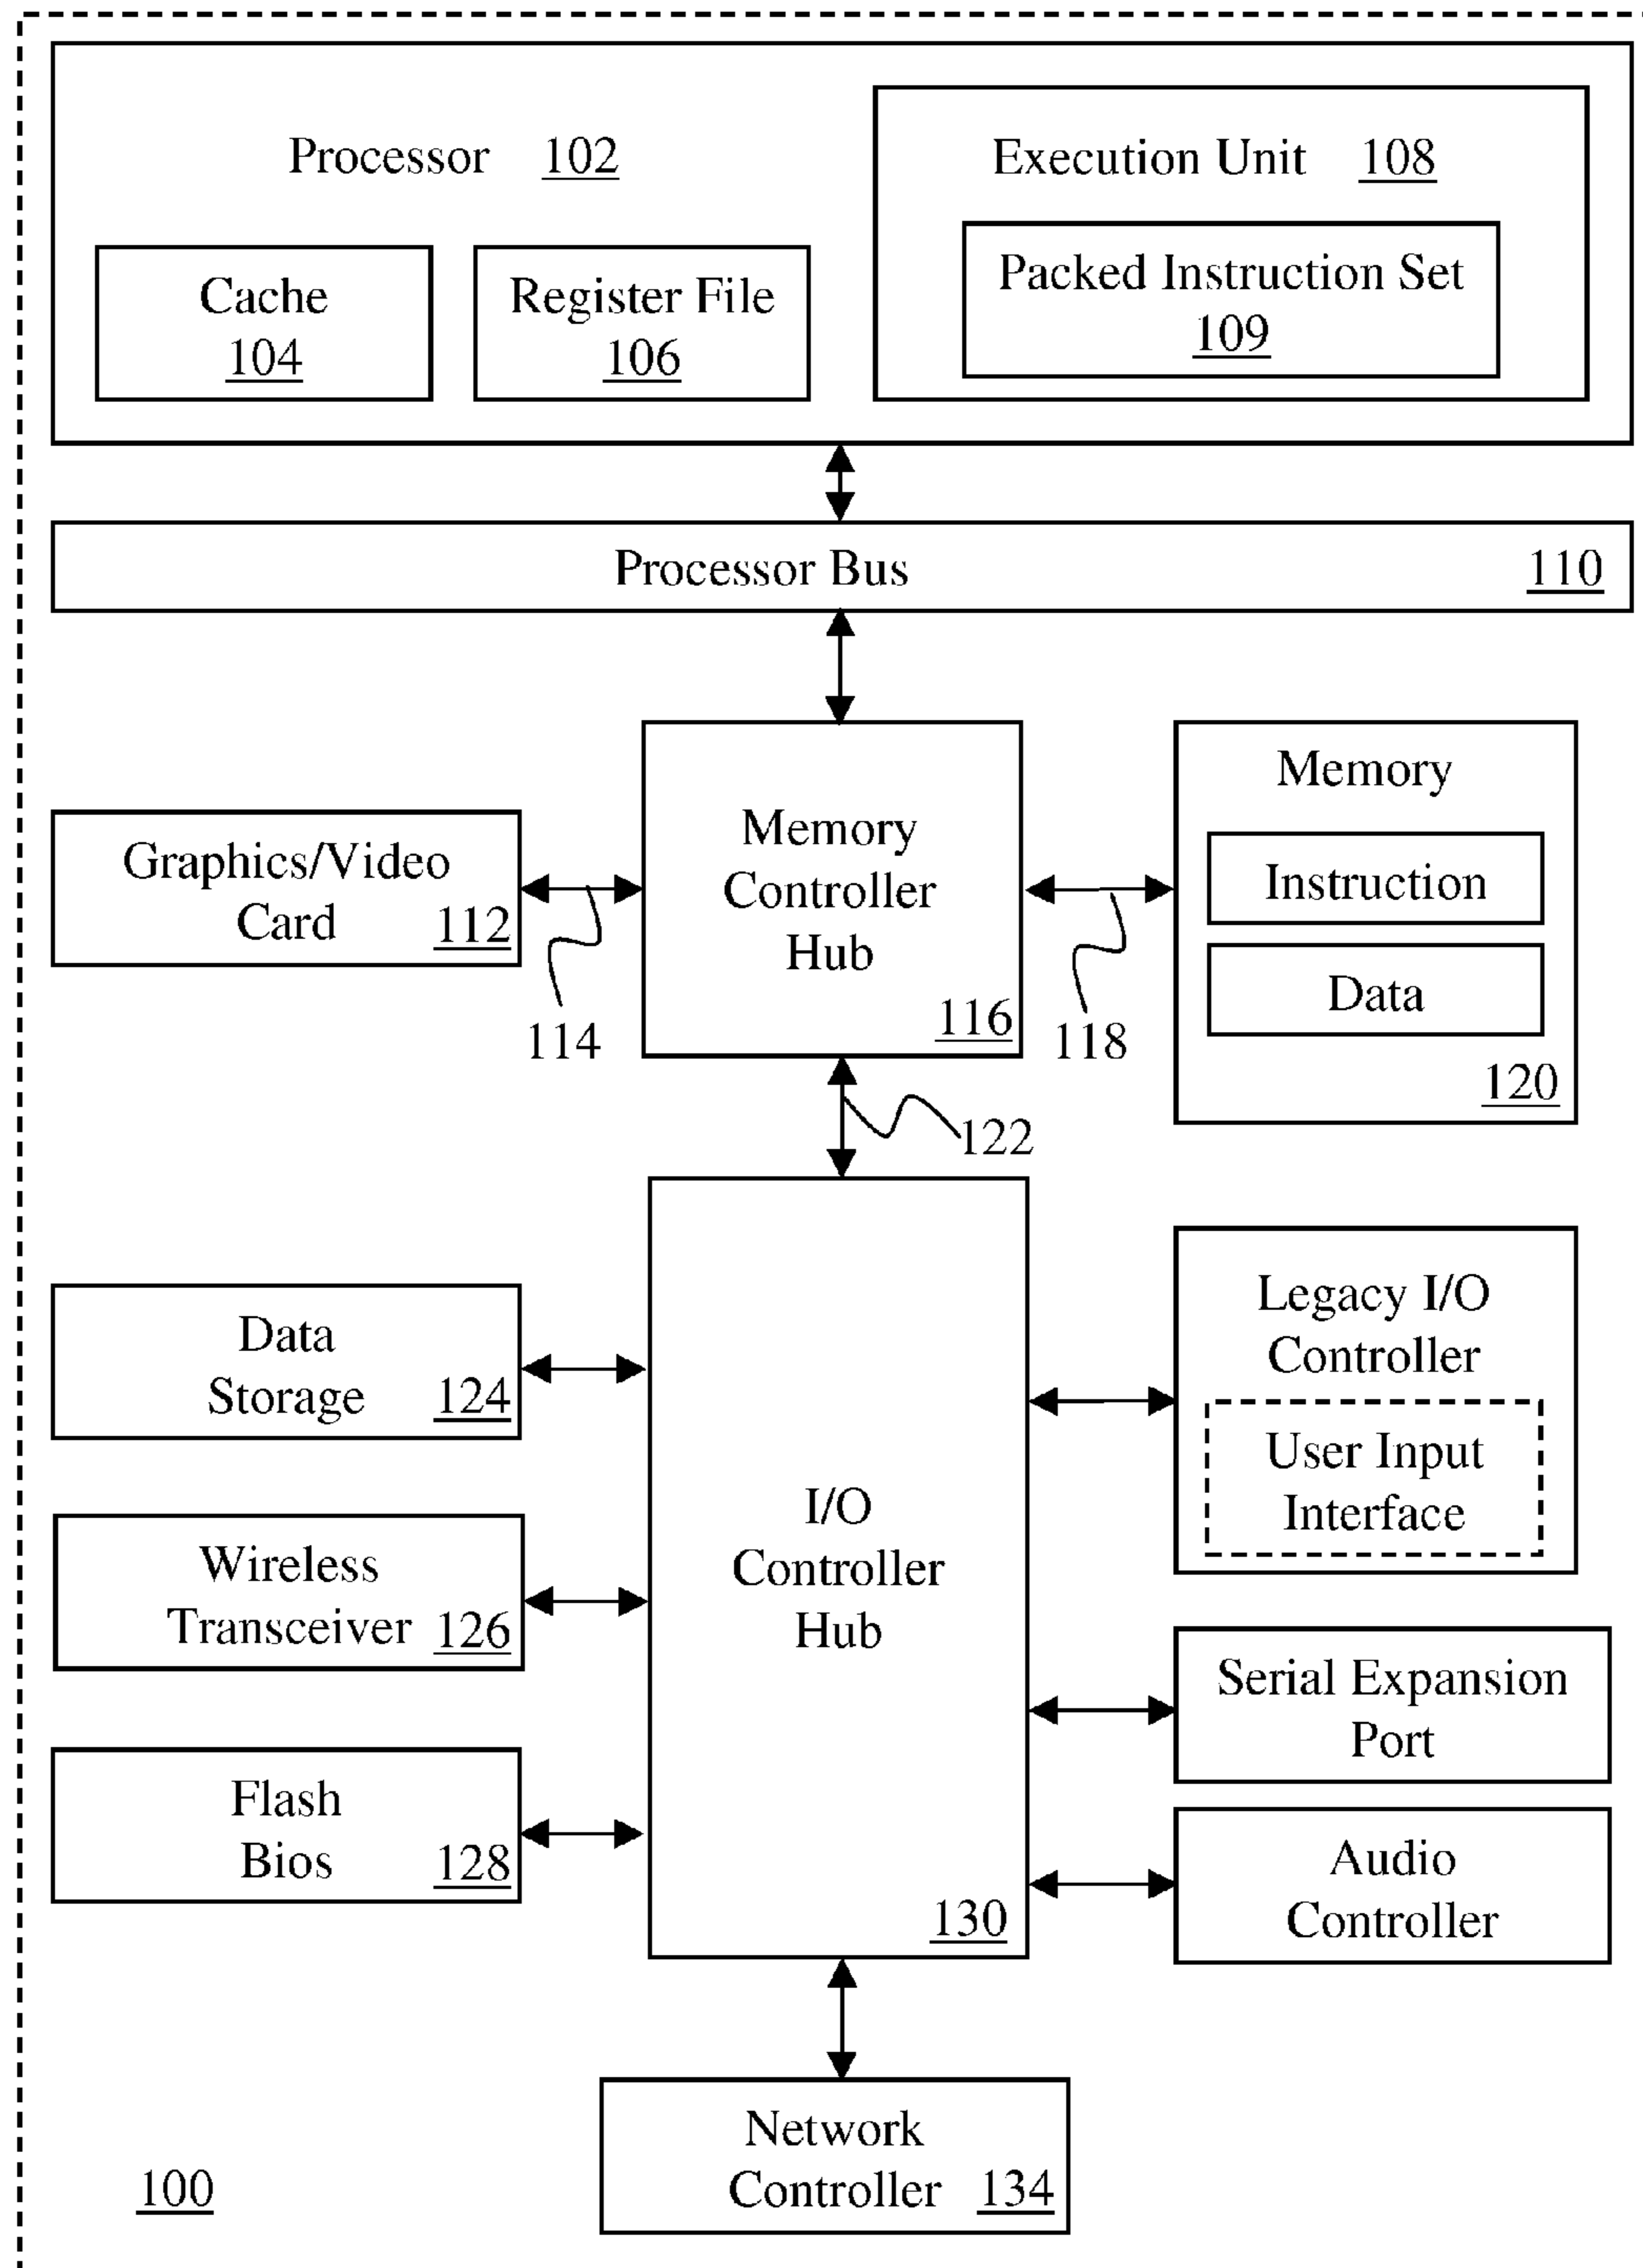 Processor 102
Execution Unit 108
Cache
104
Register File
106
Packed Instruction Set
109
Processor Bus 110
Graphics/Video
Card 112
114
Memory
Controller
Hub
116
118
Memory
Instruction
Data
120
122
Data
Storage 124
Wireless
Transceiver 126
Flash
Bios 128
I/O
Controller
Hub
130
Legacy I/O
Controller
User Input
Interface
Serial Expansion
Port
Audio
Controller
Network
Controller 134
100